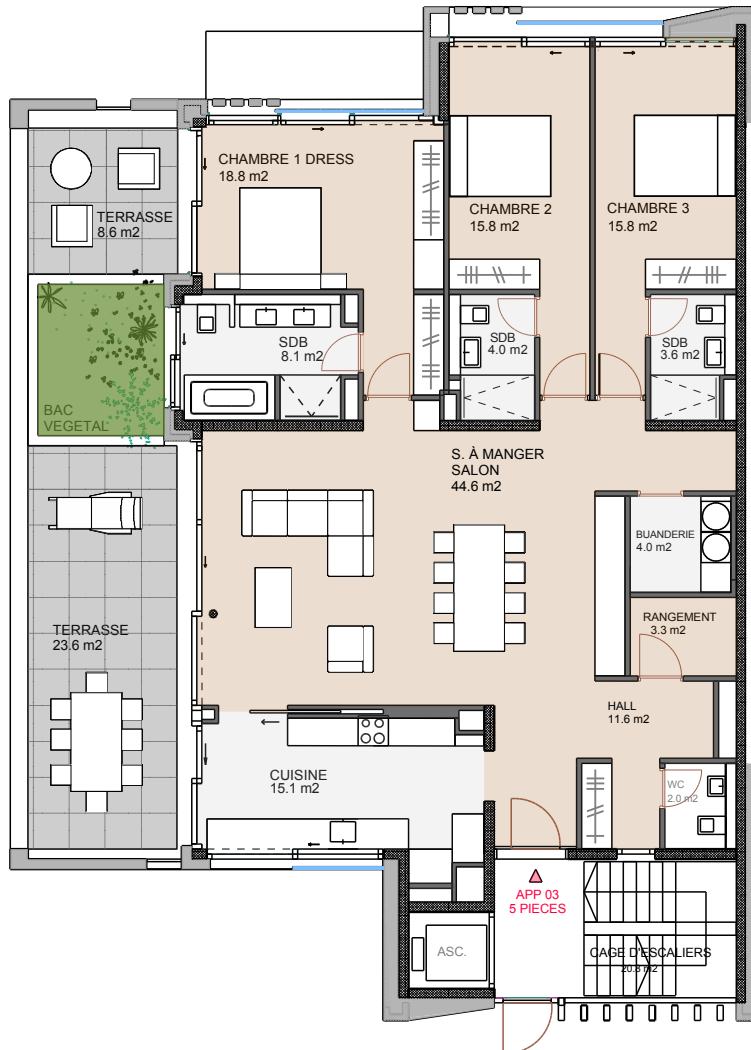 CHAMBRE 1 DRESS
18.8 m2
CHAMBRE 2
15.8 m2
CHAMBRE 3
15.8 m2
TERRASSE
8.6 m2
SDB
8.1 m2
SDB
4.0 m2
SDB
3.6 m2
BAC
VEGETAL
S. À MANGER
SALON
44.6 m2
BUANDERIE
4.0 m2
RANGEMENT
3.3 m2
TERRASSE
23.6 m2
HALL
11.6 m2
CUISINE
15.1 m2
WC
2.0 m2
APP 03
5 PIECES
ASC.
CAGE D'ESCALIERS
20.8 m2